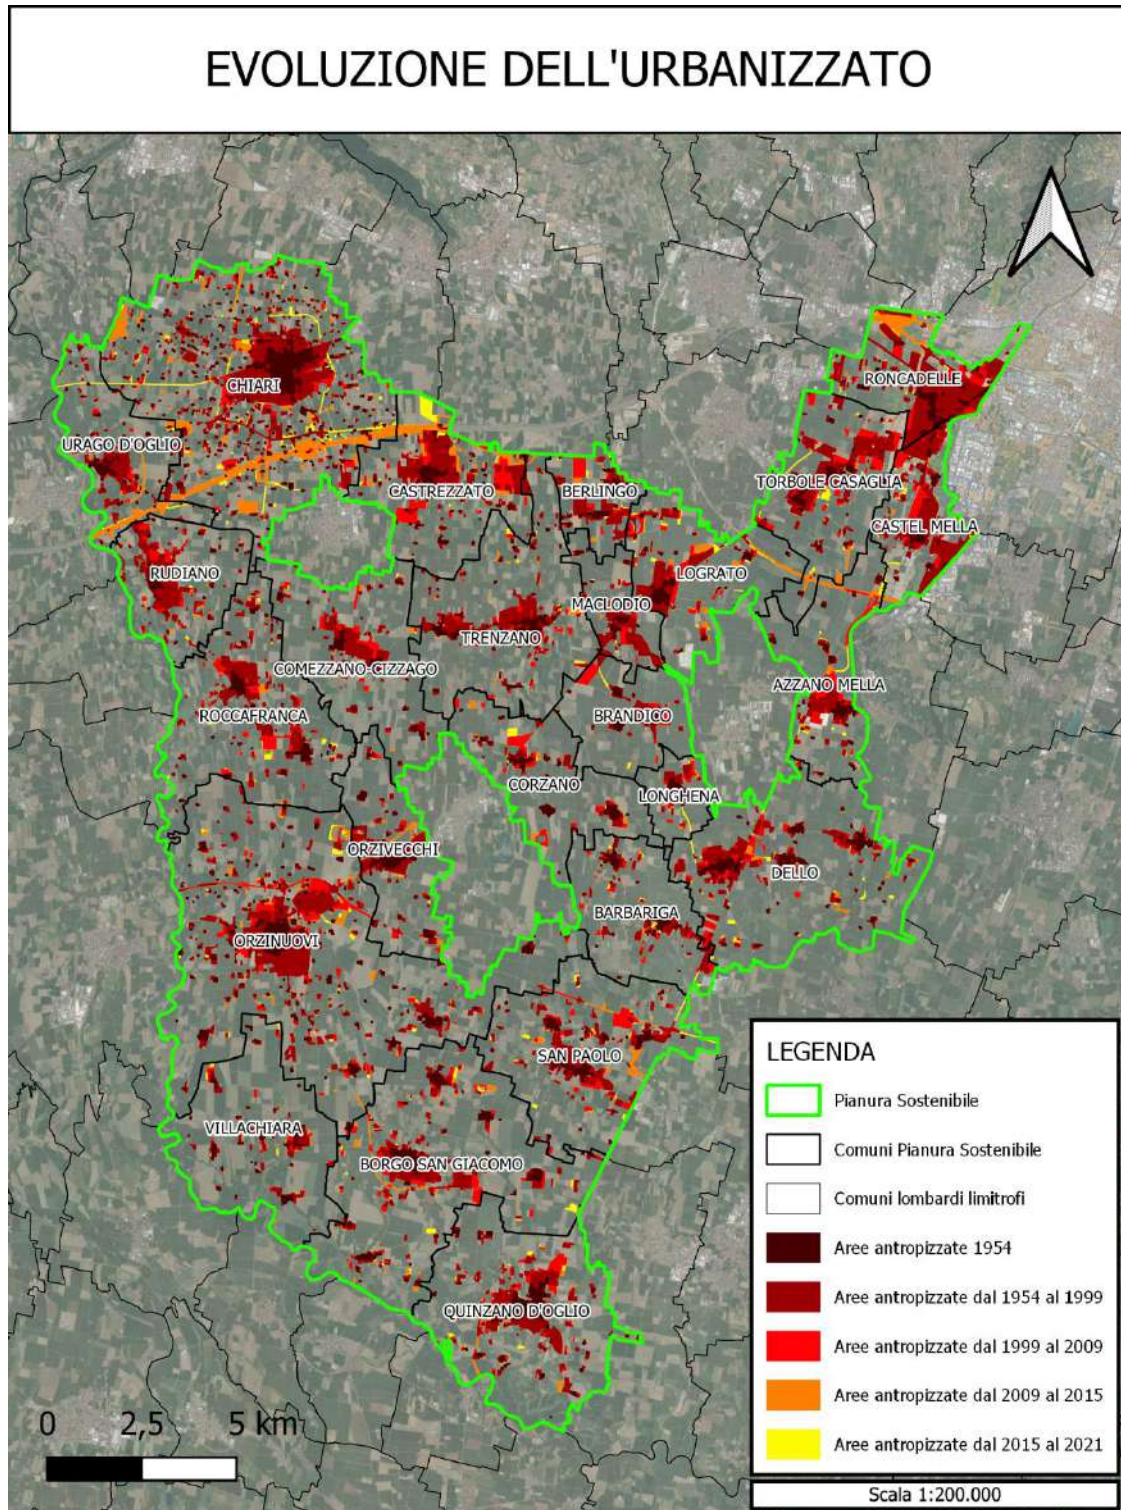 EVOLUZIONE DELL'URBANIZZATO
RONCADELLE
CHIARI
URAGO D'OGLIO
CASTREZZATO
BERLINGO
TORBOLE CASAGLIA
CASTEL MELLA
RUDIANO
LOGRATO
MACLODIO
TRENZANO
COMEZZANO-CIZZAGO
AZZANO MELLA
ROCCAFRANCA
BRANDICO
CORZANO
LONGHENA
ORZIVECCHI
DELLO
BARBARIGA
ORZINUOVI
SAN PAOLO
VILLACHIARA
BORGO SAN GIACOMO
QUINZANO D'OGLIO
LEGENDA
Pianura Sostenibile
Comuni Pianura Sostenibile
Comuni lombardi limitrofi
Aree antropizzate 1954
Aree antropizzate dal 1954 al 1999
Aree antropizzate dal 1999 al 2009
Aree antropizzate dal 2009 al 2015
Aree antropizzate dal 2015 al 2021
0 2,5 5 km
Scala 1:200.000